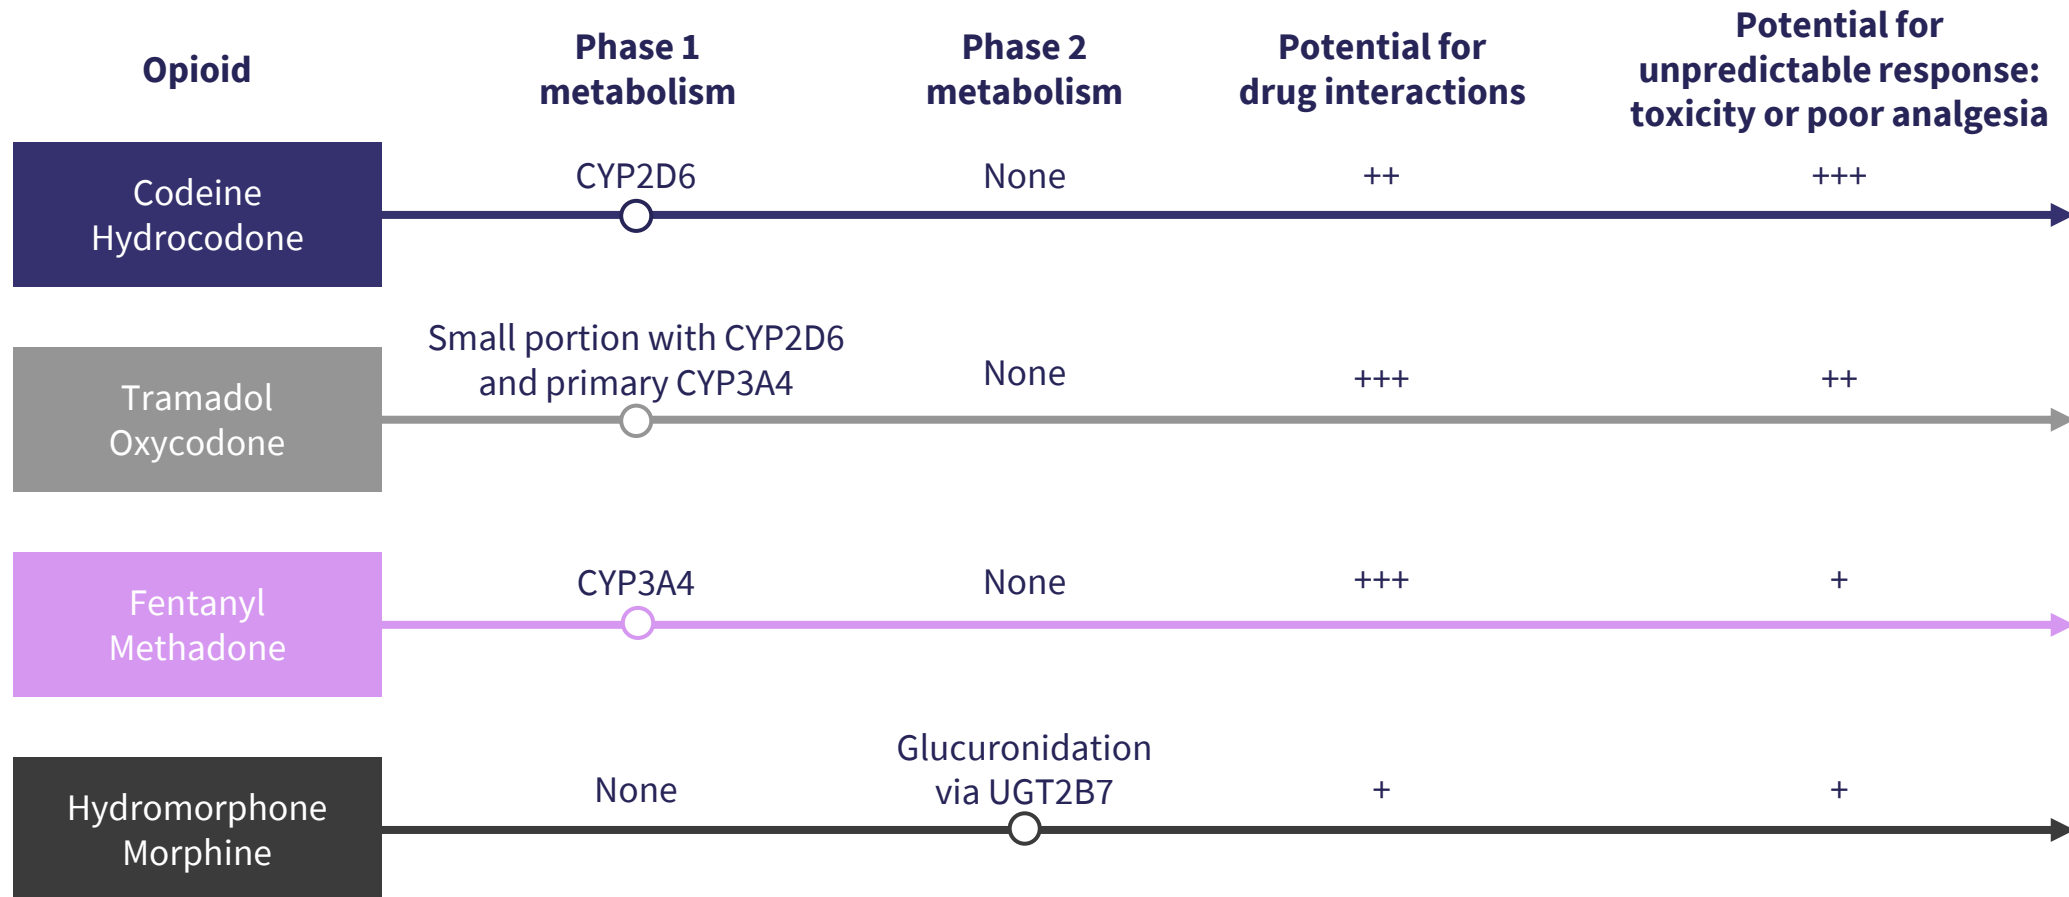 Opioid
Phase 1
metabolism
Phase 2
metabolism
Potential for
drug interactions
Potential for
unpredictable response:
toxicity or poor analgesia
Codeine
Hydrocodone
CYP2D6
None
++
+++
Tramadol
Oxycodone
Small portion with CYP2D6
and primary CYP3A4
None
+++
++
Fentanyl
Methadone
CYP3A4
None
+++
+
Hydromorphone
Morphine
None
Glucuronidation
via UGT2B7
+
+